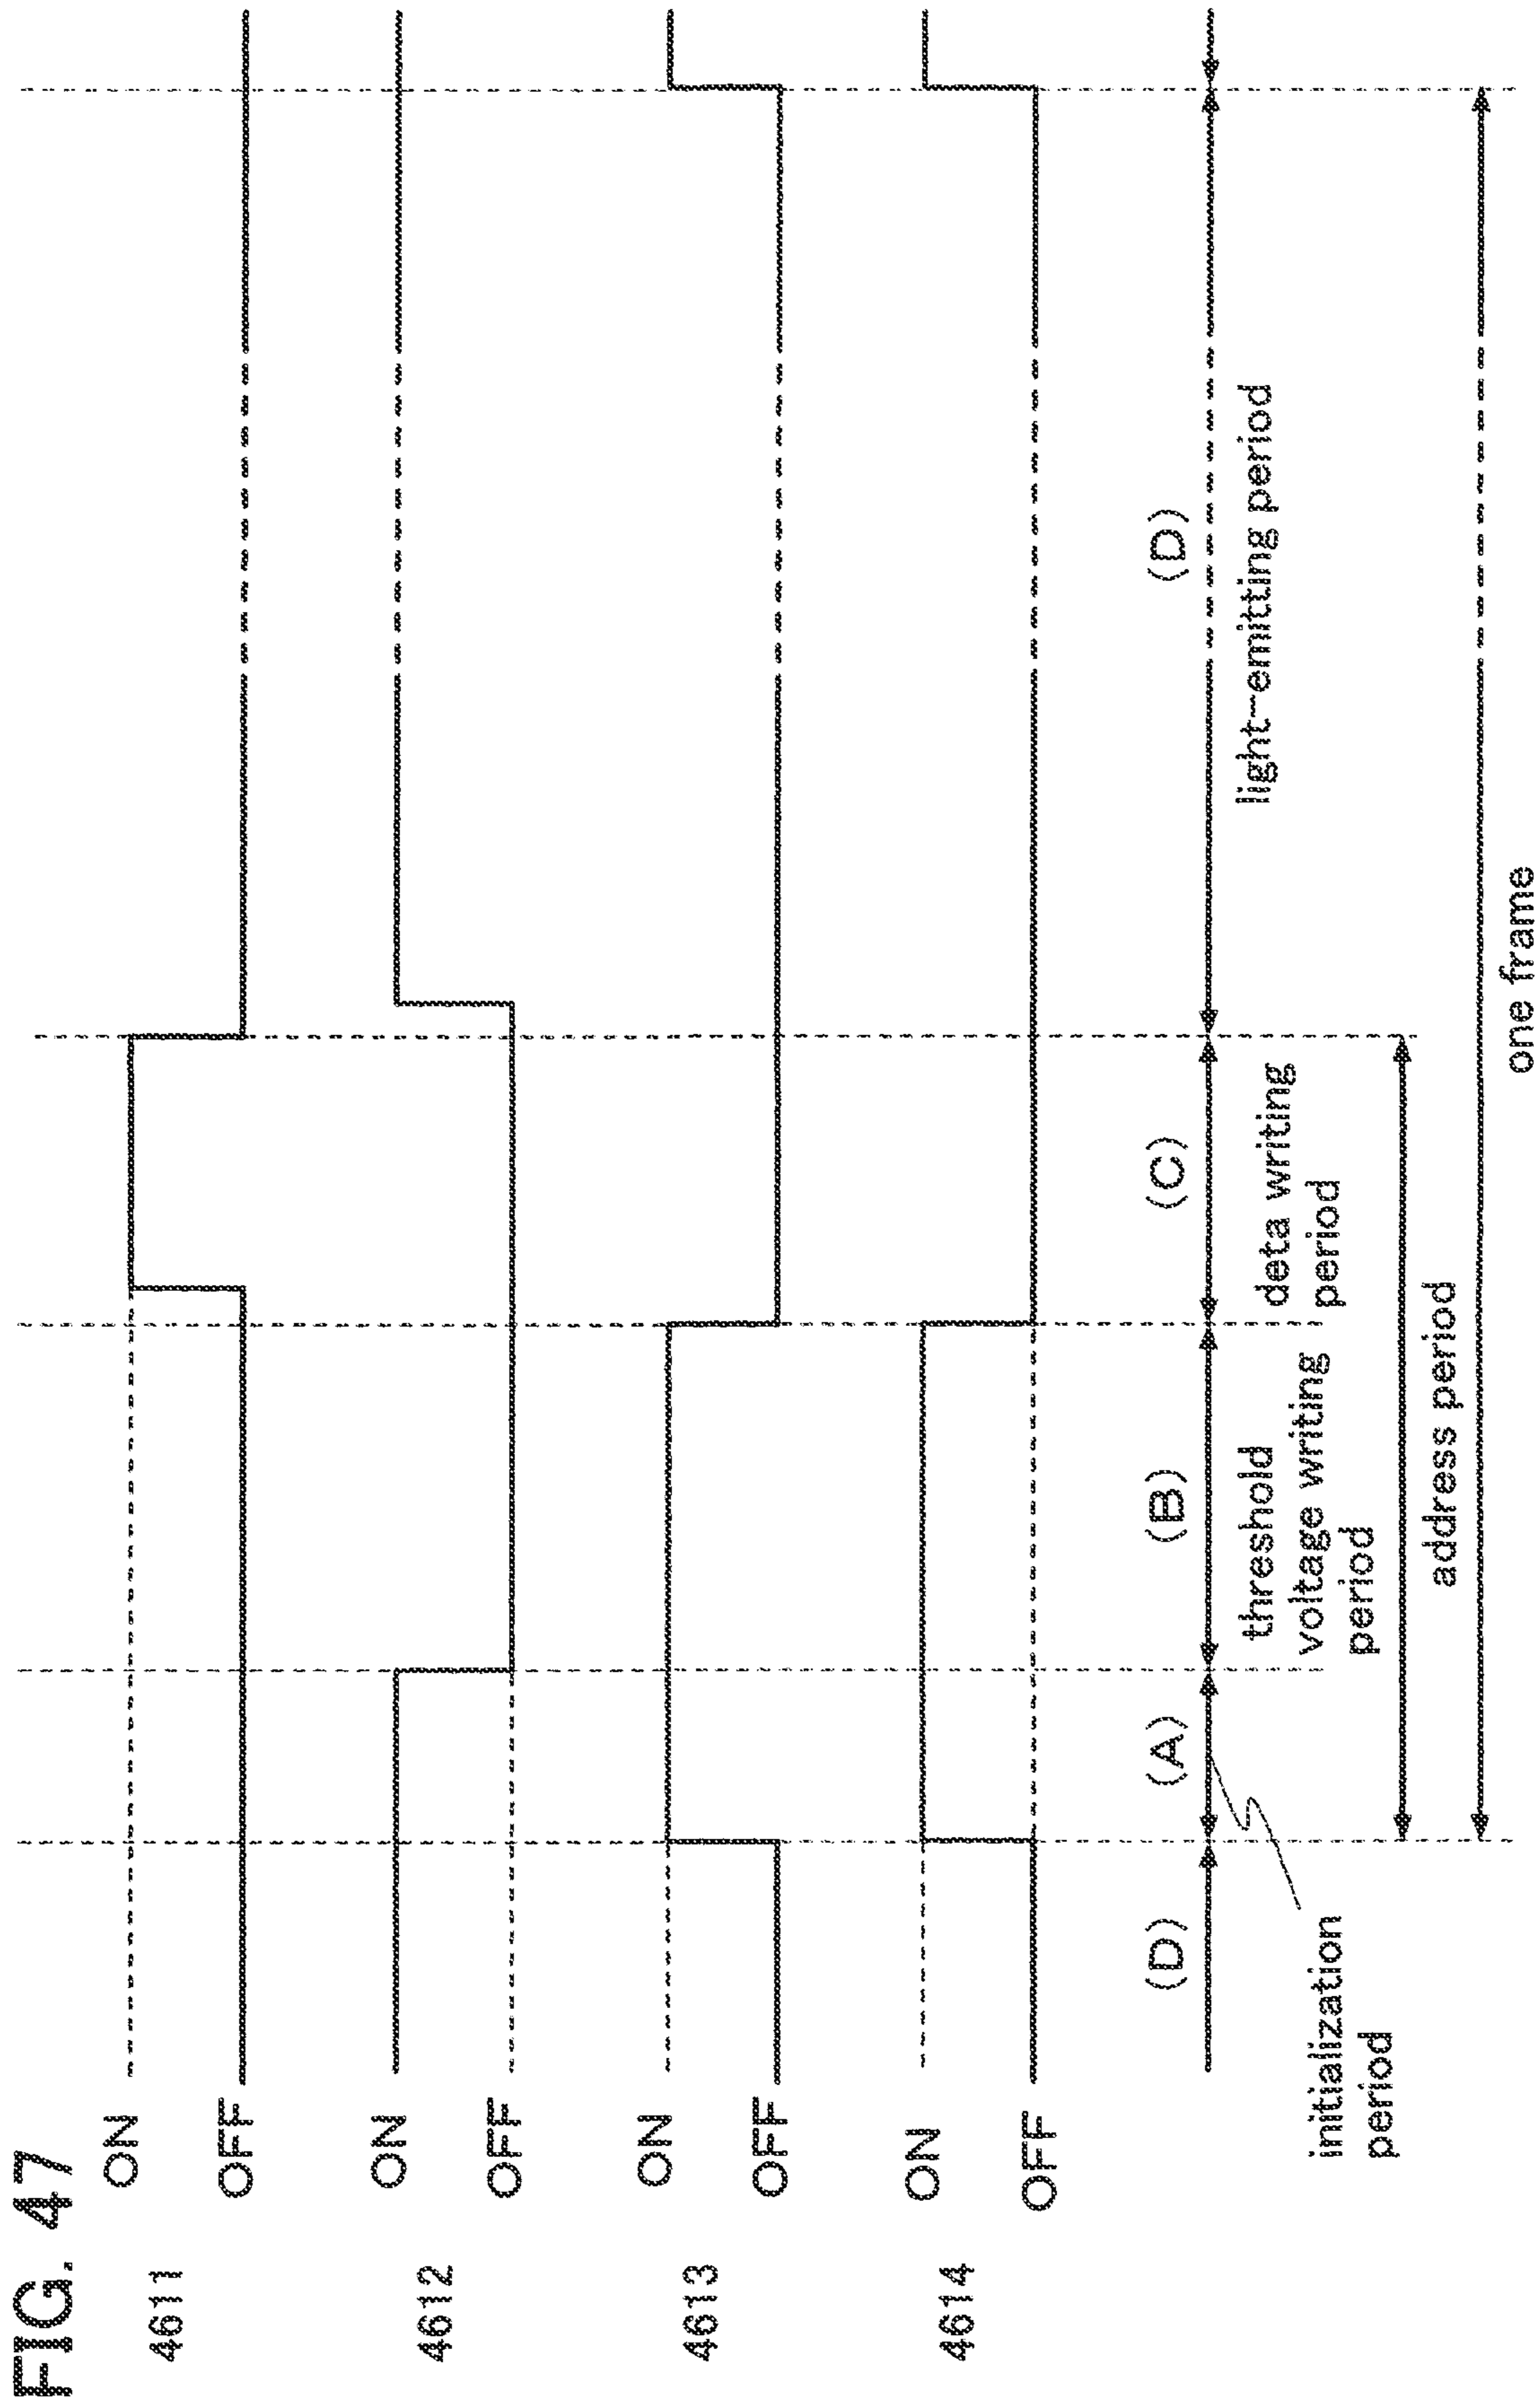 FIG. 47
4611
ON
OFF
4612
ON
OFF
4613
ON
OFF
4614
ON
OFF
(D)
(A)
(B)
(C)
(D)
initialization
period
threshold
voltage writing
period
deta writing
period
light-emitting period
address period
one frame